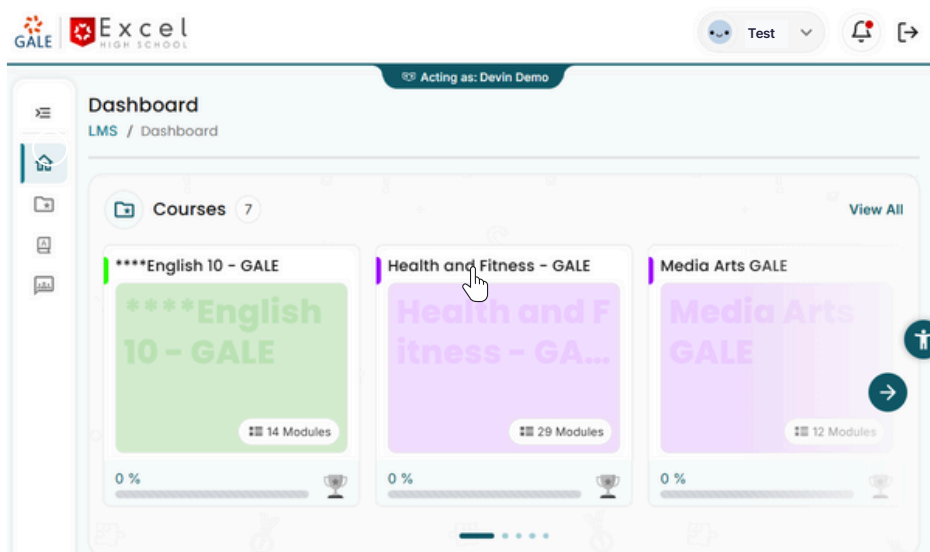 GALE
Excel
HIGH SCHOOL
Test
Acting as: Devin Demo
Dashboard
LMS / Dashboard
Courses 7
View All
****English 10 - GALE
****English
10 - GALE
14 Modules
0 %
Health and Fitness - GALE
Health and F
itness - GA...
29 Modules
0 %
Media Arts GALE
Media Arts
GALE
12 Modules
0 %